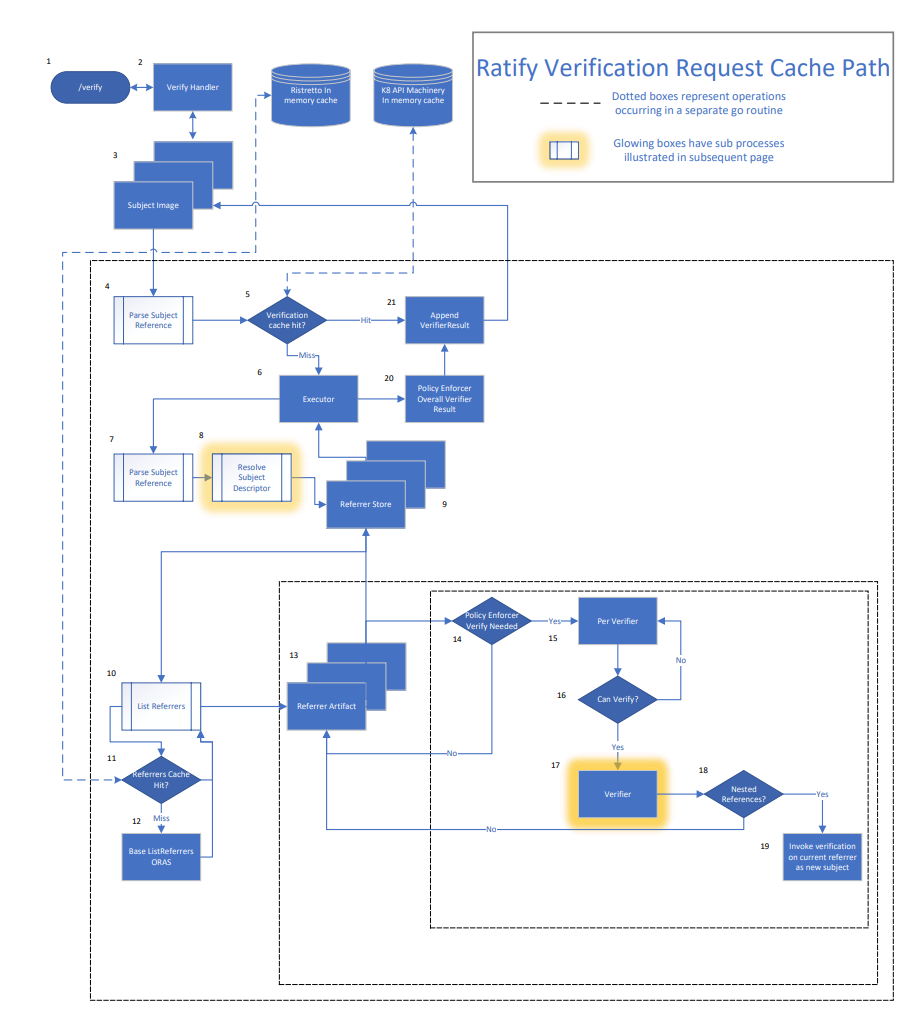 Ratify Verification Request Cache Path
Dotted boxes represent operations
occurring in a separate go routine
Glowing boxes have sub processes
illustrated in subsequent page
1
/verify
2
Verify Handler
Ristretto In
memory cache
K8 API Machinery
In memory cache
3
Subject Image
4
Parse Subject
Reference
5
Verification
cache hit?
Hit
21
Append
VerifierResult
Miss
6
Executor
20
Policy Enforcer
Overall Verifier
Result
7
Parse Subject
Reference
8
Resolve
Subject
Descriptor
Referrer Store
9
10
List Referrers
11
Referrers Cache
Hit?
Miss
12
Base ListReferrers
ORAS
13
Referrer Artifact
Policy Enforcer
Verify Needed
14
Yes
No
15
Per Verifier
No
16
Can Verify?
Yes
17
Verifier
18
Nested
References?
Yes
No
19
Invoke verification
on current referrer
as new subject